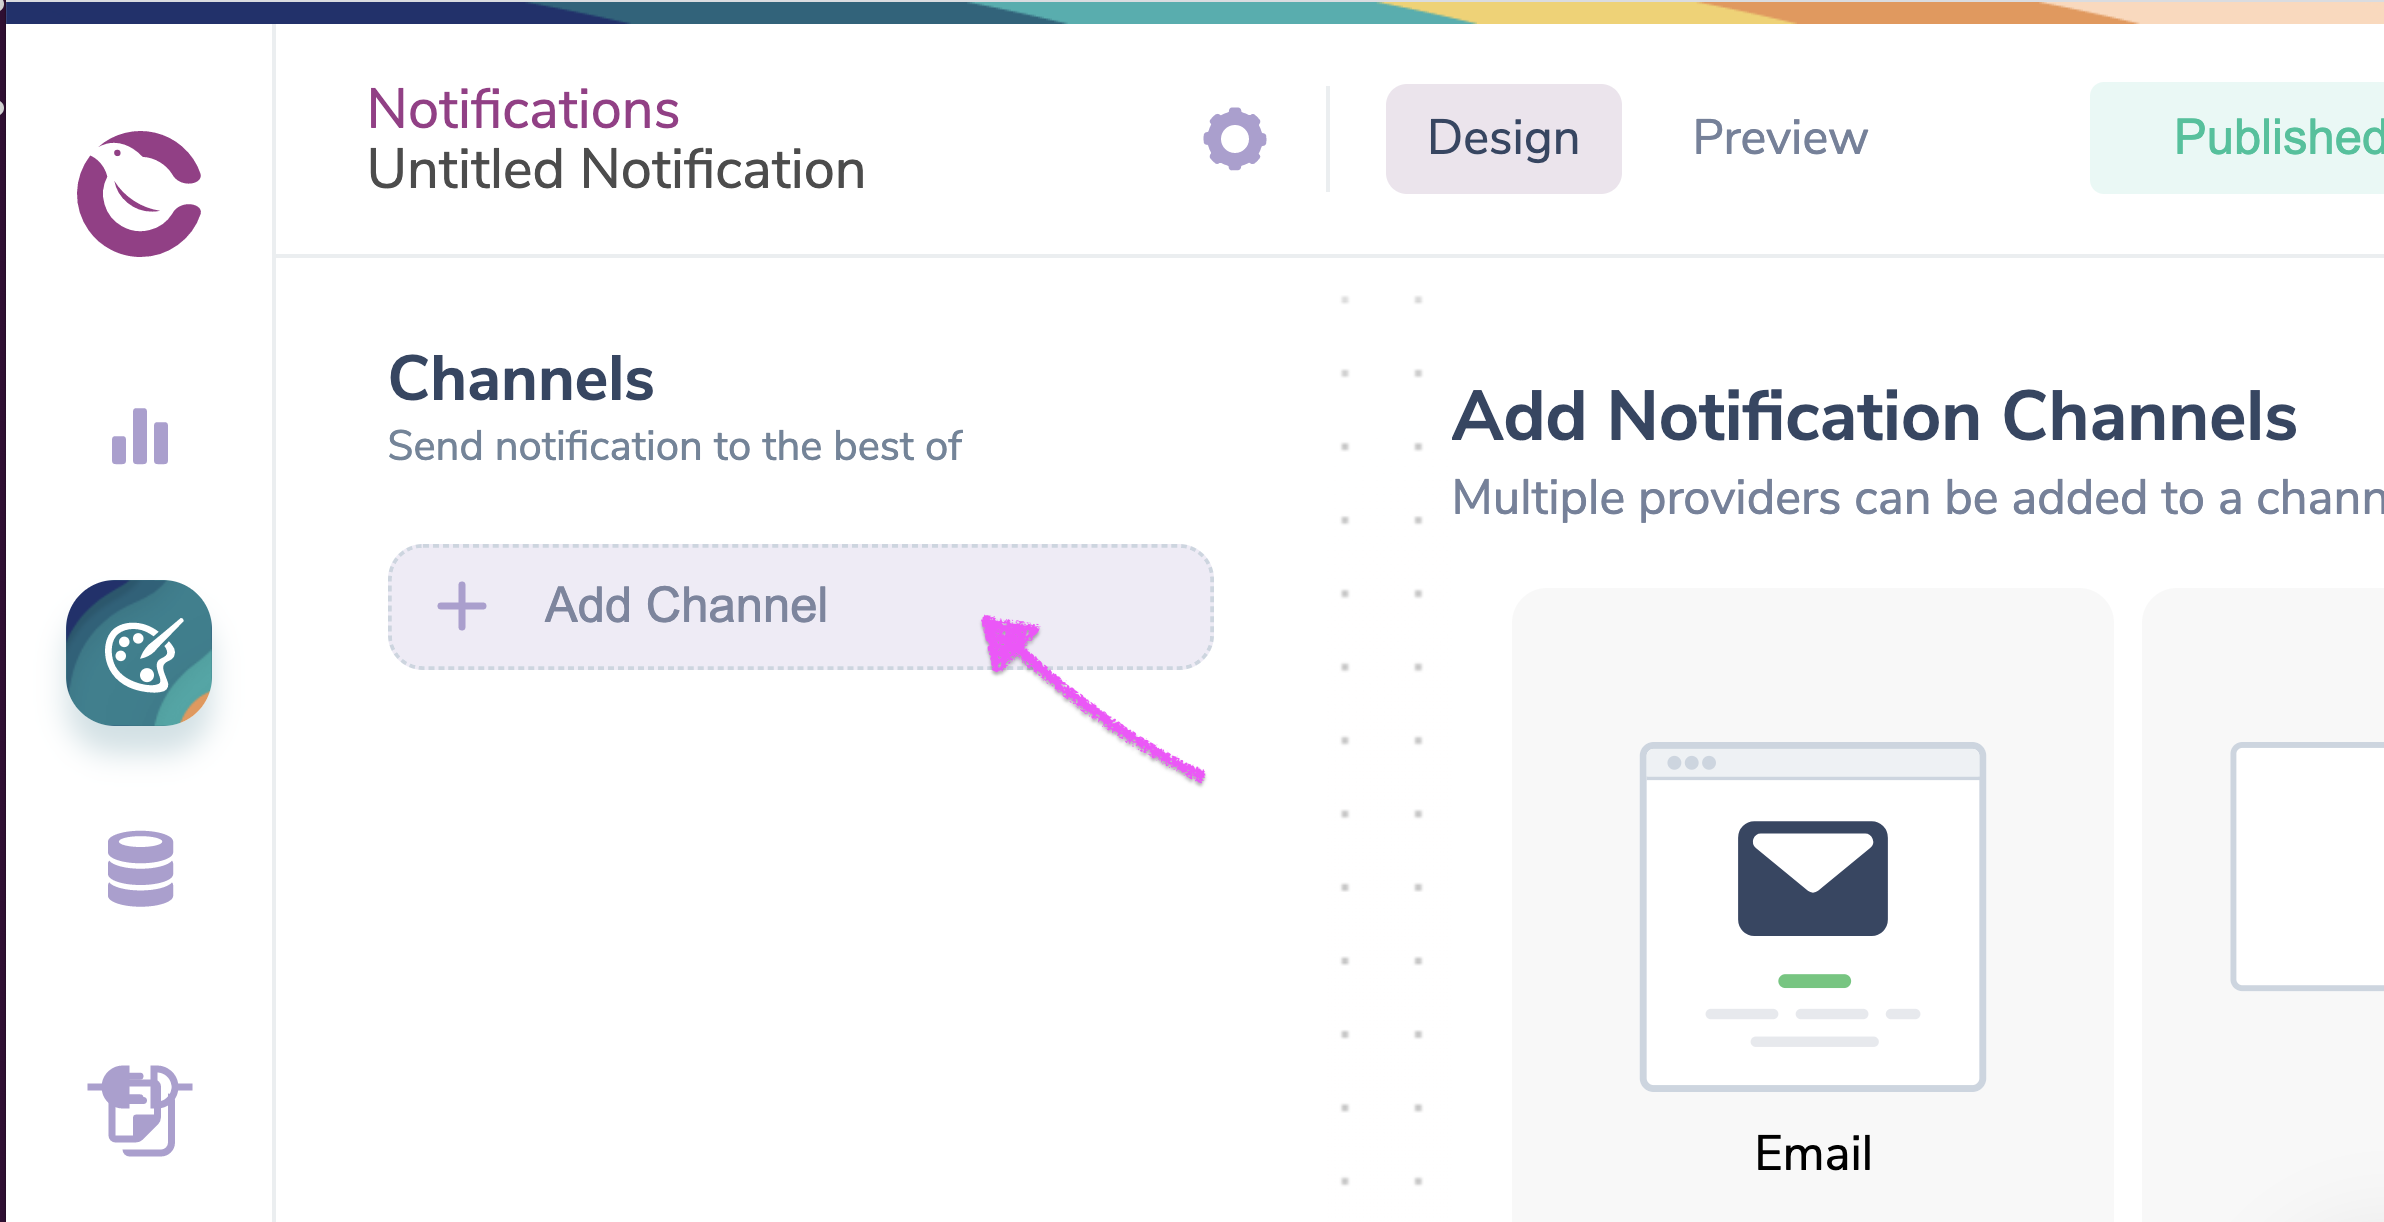 Notifications
Untitled Notification
Design
Preview
Published
Channels
Send notification to the best of
Add Channel
Add Notification Channels
Multiple providers can be added to a chann
Email